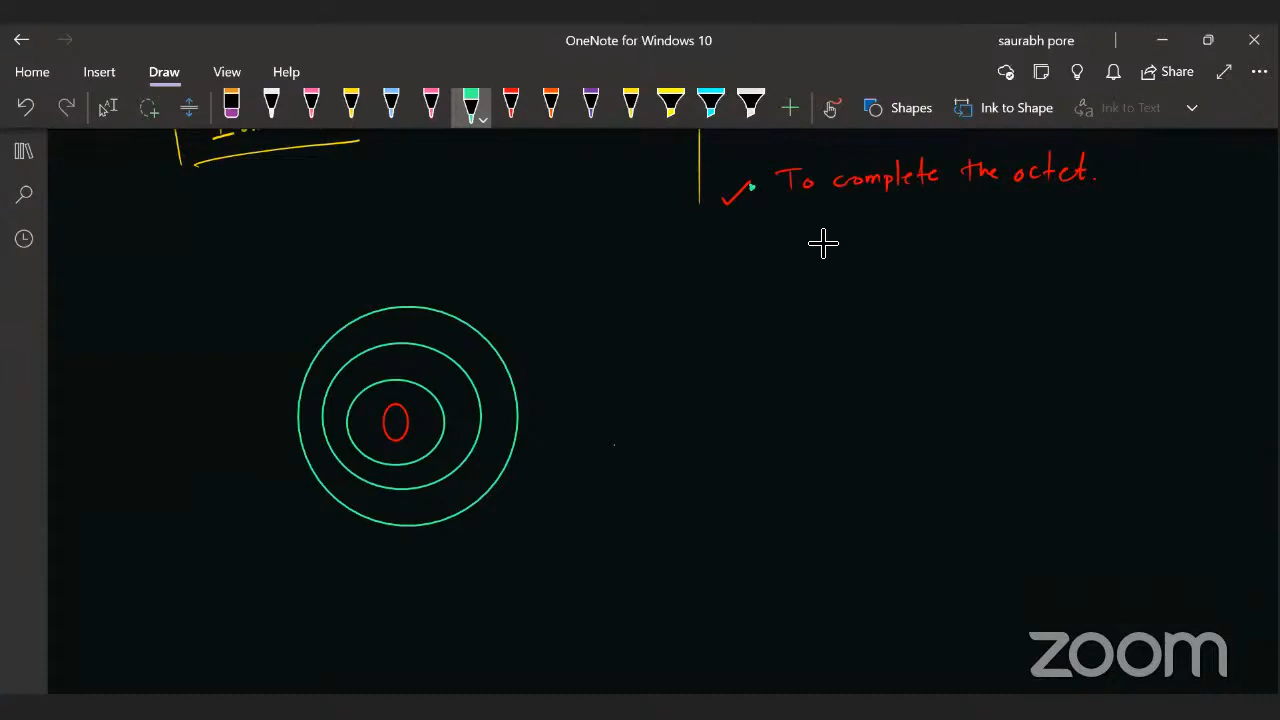 OneNote for Windows 10
saurabh pore
Home Insert Draw View Help
Share
Shapes Ink to Shape Ink to Text
To complete the octet.
zoom